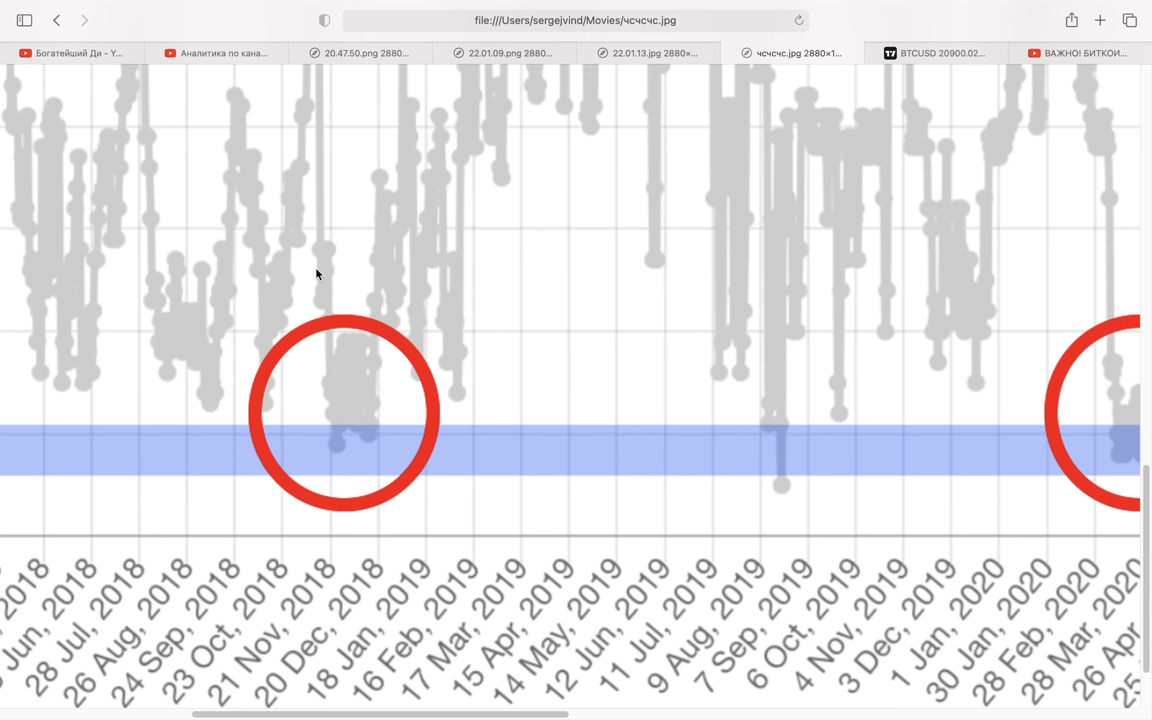 file:///Users/sergejvind/Movies/чсчсчс.jpg
Богатейший Ди - Y...
Аналитика по кана...
20.47.50.png 2880...
22.01.09.png 2880...
22.01.13.jpg 2880×...
чсчсчс.jpg 2880×1...
BTCUSD 20900.02...
ВАЖНО! БИТКОИ...
2018
Jun, 2018
28 Jul, 2018
26 Aug, 2018
24 Sep, 2018
23 Oct, 2018
21 Nov, 2018
20 Dec, 2018
18 Jan, 2019
16 Feb, 2019
17 Mar, 2019
15 Apr, 2019
14 May, 2019
12 Jun, 2019
11 Jul, 2019
9 Aug, 2019
7 Sep, 2019
6 Oct, 2019
4 Nov, 2019
3 Dec, 2019
1 Jan, 2020
30 Jan, 2020
28 Feb, 2020
28 Mar, 2020
26 Apr
25